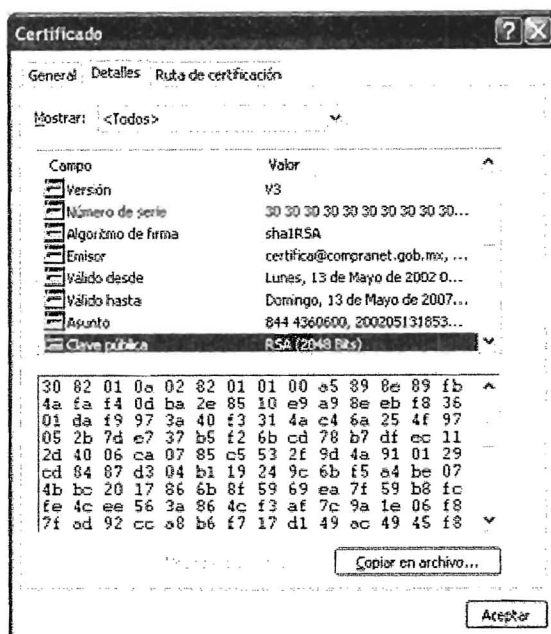 Certificado
General Detalles Ruta de certificación
Mostrar: <Todos>
Campo Valor
Versión V3
Número de serie 30 30 30 30 30 30 30 30 30...
Algoritmo de firma sha1RSA
Emisor certifica@compranet.gob.mx, ...
Válido desde Lunes, 13 de Mayo de 2002 0...
Válido hasta Domingo, 13 de Mayo de 2007...
Asunto 844 4360600, 200205131853...
Clave pública RSA (2048 Bits)
30 82 01 0a 02 82 01 01 00 a5 89 8e 89 fb
4a fa f4 0d ba 2e 85 10 e9 a9 8e eb f8 36
01 da f9 97 3a 40 f3 31 4a c4 6a 25 4f 97
05 2b 7d e7 37 b5 f2 6b cd 78 b7 df ec 11
2d 40 06 ca 07 85 c5 53 2f 9d 4a 91 01 29
cd 84 87 d3 04 b1 19 24 9c 6b f5 a4 be 07
4b bc 20 17 86 6b 8f 59 69 ea 7f 59 b8 fc
fe 4c ee 56 3a 86 4c f3 af 7c 9a 1e 06 f8
7f ad 92 cc a8 b6 f7 17 d1 49 ac 49 45 f8
Copiar en archivo...
Aceptar